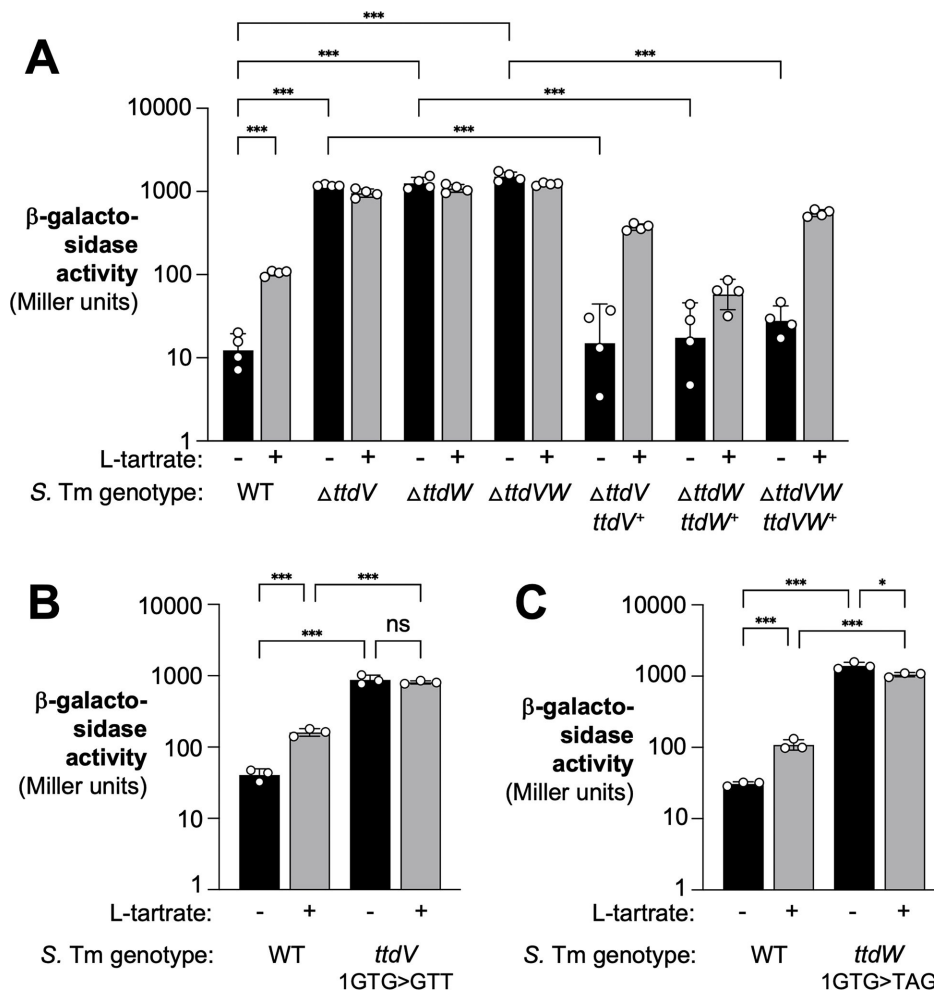 A
***
***
***
***
***
***
***
10000
1000
100
10
1
β-galacto-
sidase
activity
(Miller units)
L-tartrate: - + - + - + - + - + - + - +
S. Tm genotype: WT ΔttdV ΔttdW ΔttdVW ΔttdV ΔttdW ΔttdVW
ttdV⁺ ttdW⁺ ttdVW⁺
B
*** ***
*** ns
10000
1000
100
10
1
β-galacto-
sidase
activity
(Miller units)
L-tartrate: - + - +
S. Tm genotype: WT ttdV
1GTG>GTT
C
*** *
*** ***
10000
1000
100
10
1
β-galacto-
sidase
activity
(Miller units)
L-tartrate: - + - +
S. Tm genotype: WT ttdW
1GTG>TAG